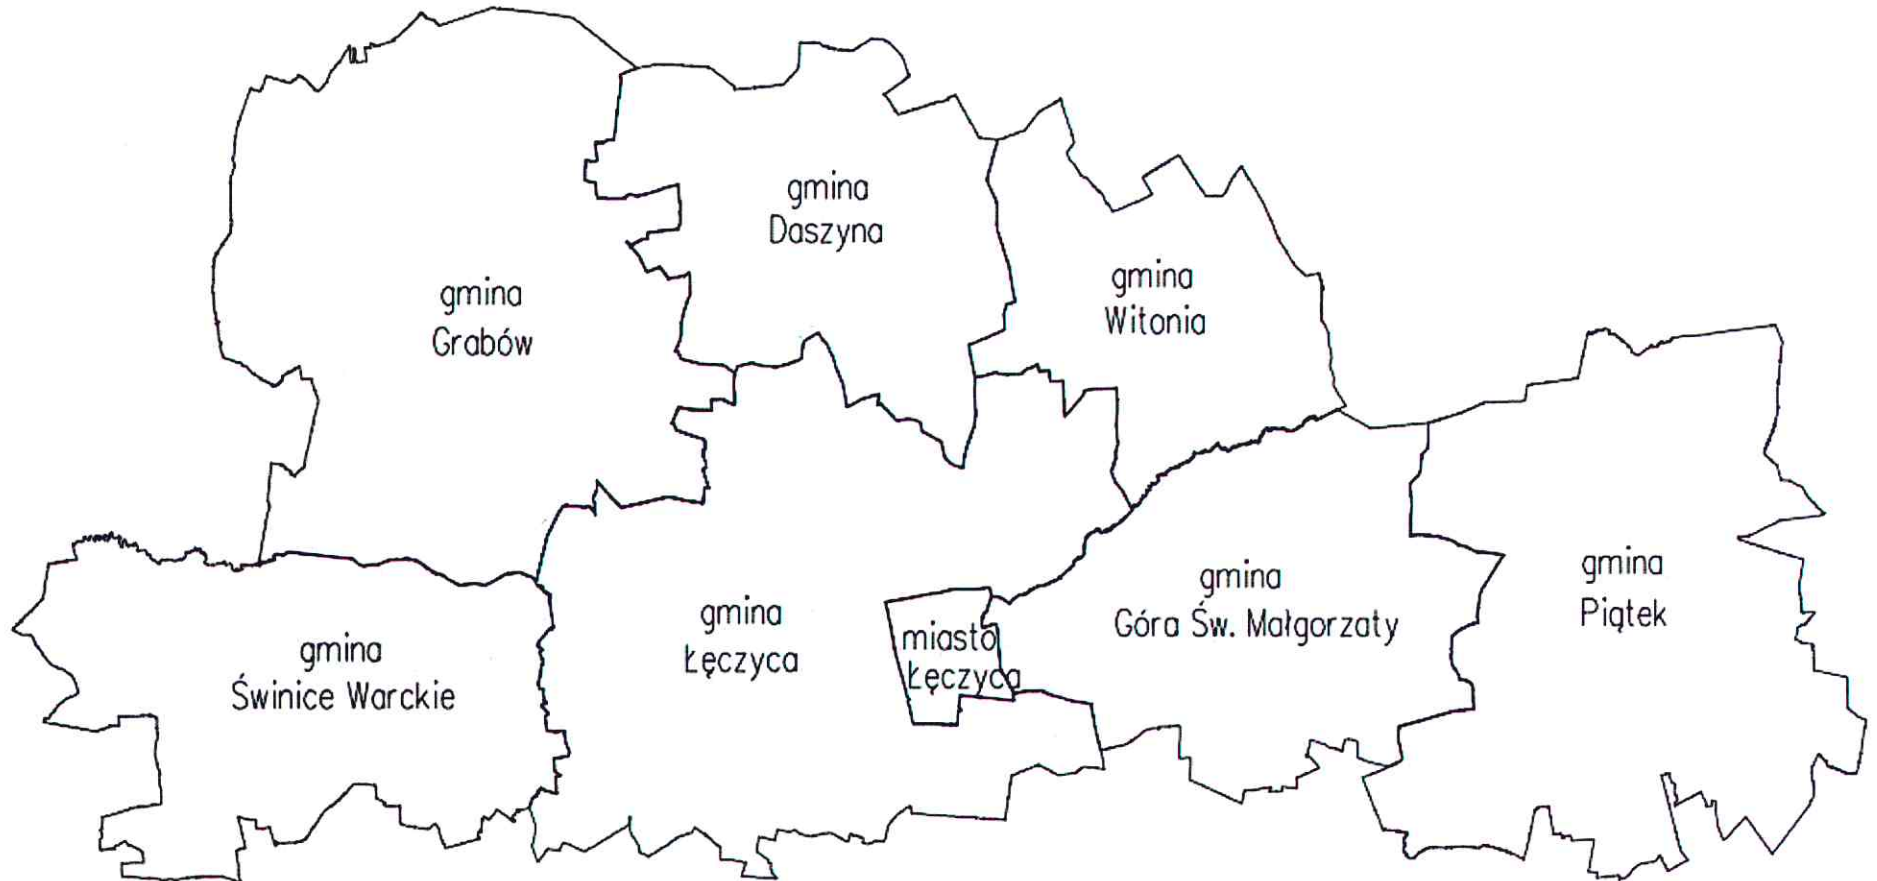 gmina
Daszyna
gmina
Grabów
gmina
Witonia
gmina
Piątek
gmina
Góra Św. Małgorzaty
gmina
Łęczyca
miasto
Łęczyca
gmina
Świnice Warckie